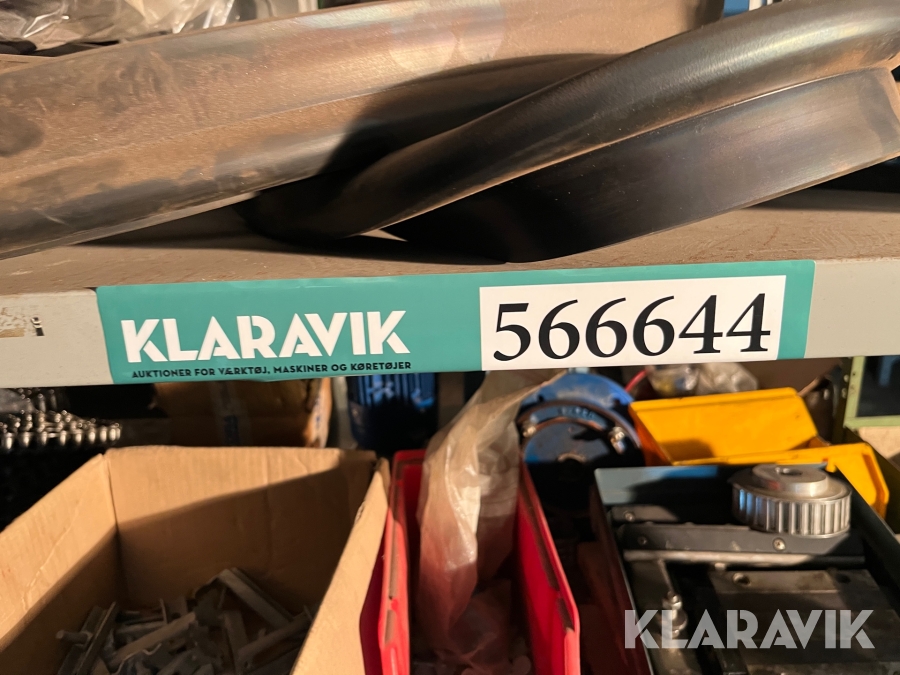 KLARAVIK
AUKTIONER FOR VÆRKTØJ, MASKINER OG KØRETØJER
566644
KLARAVIK